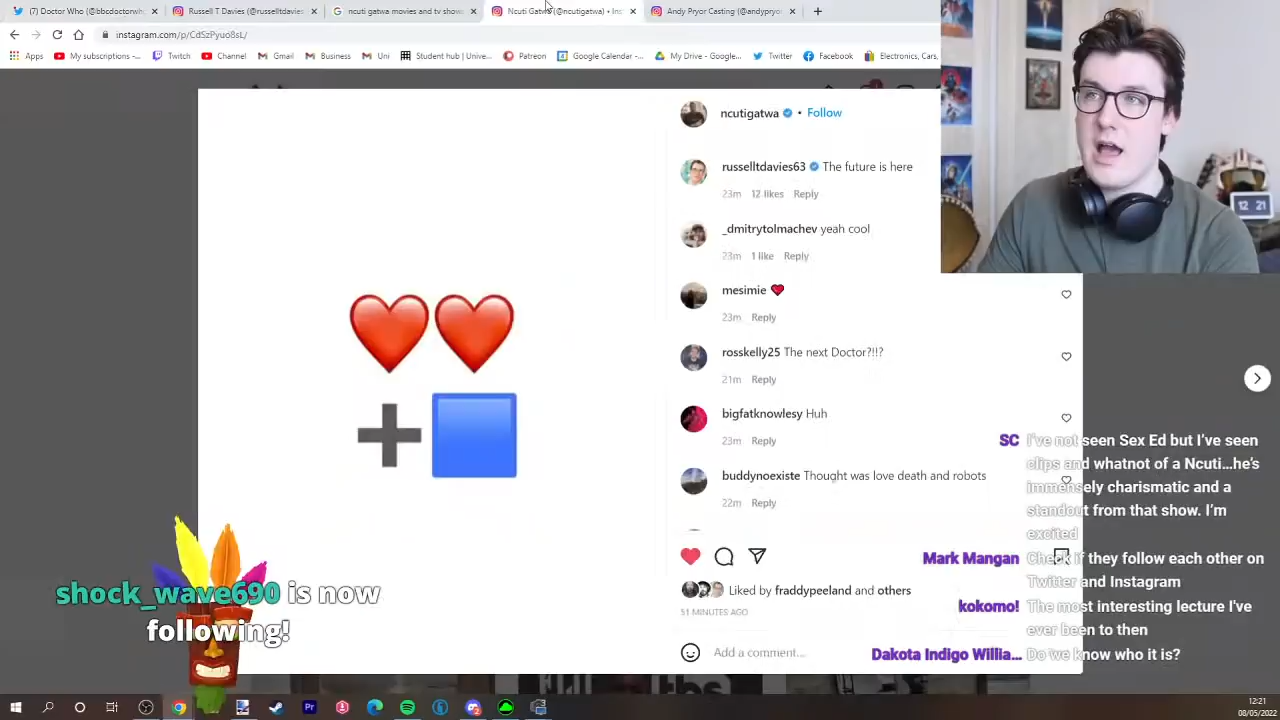 (7) Doctor Who (@bbcdoctorwh
Russell T Davies (@russelltdavies
ncuti gatwa movies and tv shows
Ncuti Gatwa (@ncutigatwa) • Inst
Andy Pryor Casting (@andypryor
instagram.com/p/CdSzPyuo8sL/
Apps
My subscriptions -...
Twitch
Channel
Gmail
Business
Uni
Student hub | Unive...
Patreon
Google Calendar -...
My Drive - Google...
Twitter
Facebook
Electronics, Cars,
ncutigatwa • Follow
russelltdavies63 The future is here
23m 12 likes Reply
_dmitrytolmachev yeah cool
23m 1 like Reply
mesimie ❤
23m Reply
rosskelly25 The next Doctor?!!?
21m Reply
bigfatknowlesy Huh
23m Reply
buddynoexiste Thought was love death and robots
22m Reply
Liked by fraddypeeland and others
51 MINUTES AGO
Add a comment...
12 21
SC I've not seen Sex Ed but I've seen
clips and whatnot of a Ncuti...he's
immensely charismatic and a
standout from that show. I'm
excited
Mark Mangan Check if they follow each other on
Twitter and Instagram
kokomo! The most interesting lecture I've
ever been to then
Dakota Indigo Willia... Do we know who it is?
shock_wave690 is now
following!
12:21
08/05/2022